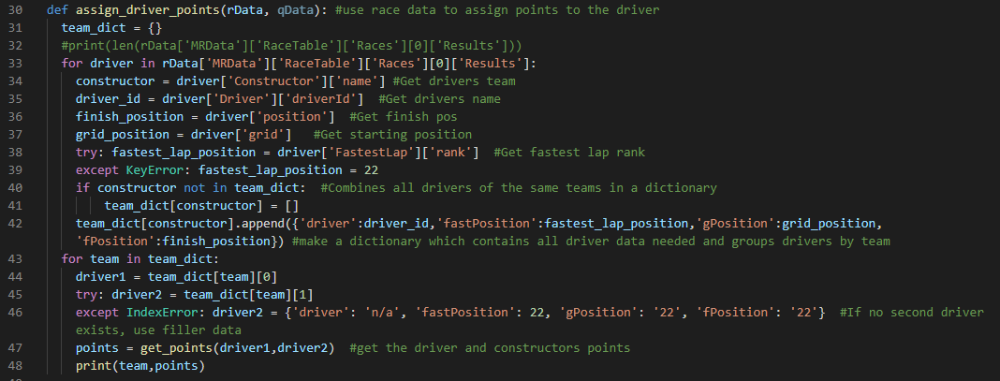 30 def assign_driver_points(rData, qData): #use race data to assign points to the driver
31 team_dict = {}
32 #print(len(rData['MRData']['RaceTable']['Races'][0]['Results']))
33 for driver in rData['MRData']['RaceTable']['Races'][0]['Results']:
34 constructor = driver['Constructor']['name'] #Get drivers team
35 driver_id = driver['Driver']['driverId'] #Get drivers name
36 finish_position = driver['position'] #Get finish pos
37 grid_position = driver['grid'] #Get starting position
38 try: fastest_lap_position = driver['FastestLap']['rank'] #Get fastest lap rank
39 except KeyError: fastest_lap_position = 22
40 if constructor not in team_dict: #Combines all drivers of the same teams in a dictionary
41 team_dict[constructor] = []
42 team_dict[constructor].append({'driver':driver_id,'fastPosition':fastest_lap_position,'gPosition':grid_position,
'fPosition':finish_position}) #make a dictionary which contains all driver data needed and groups drivers by team
43 for team in team_dict:
44 driver1 = team_dict[team][0]
45 try: driver2 = team_dict[team][1]
46 except IndexError: driver2 = {'driver': 'n/a', 'fastPosition': 22, 'gPosition': '22', 'fPosition': '22'} #If no second driver
exists, use filler data
47 points = get_points(driver1,driver2) #get the driver and constructors points
48 print(team,points)